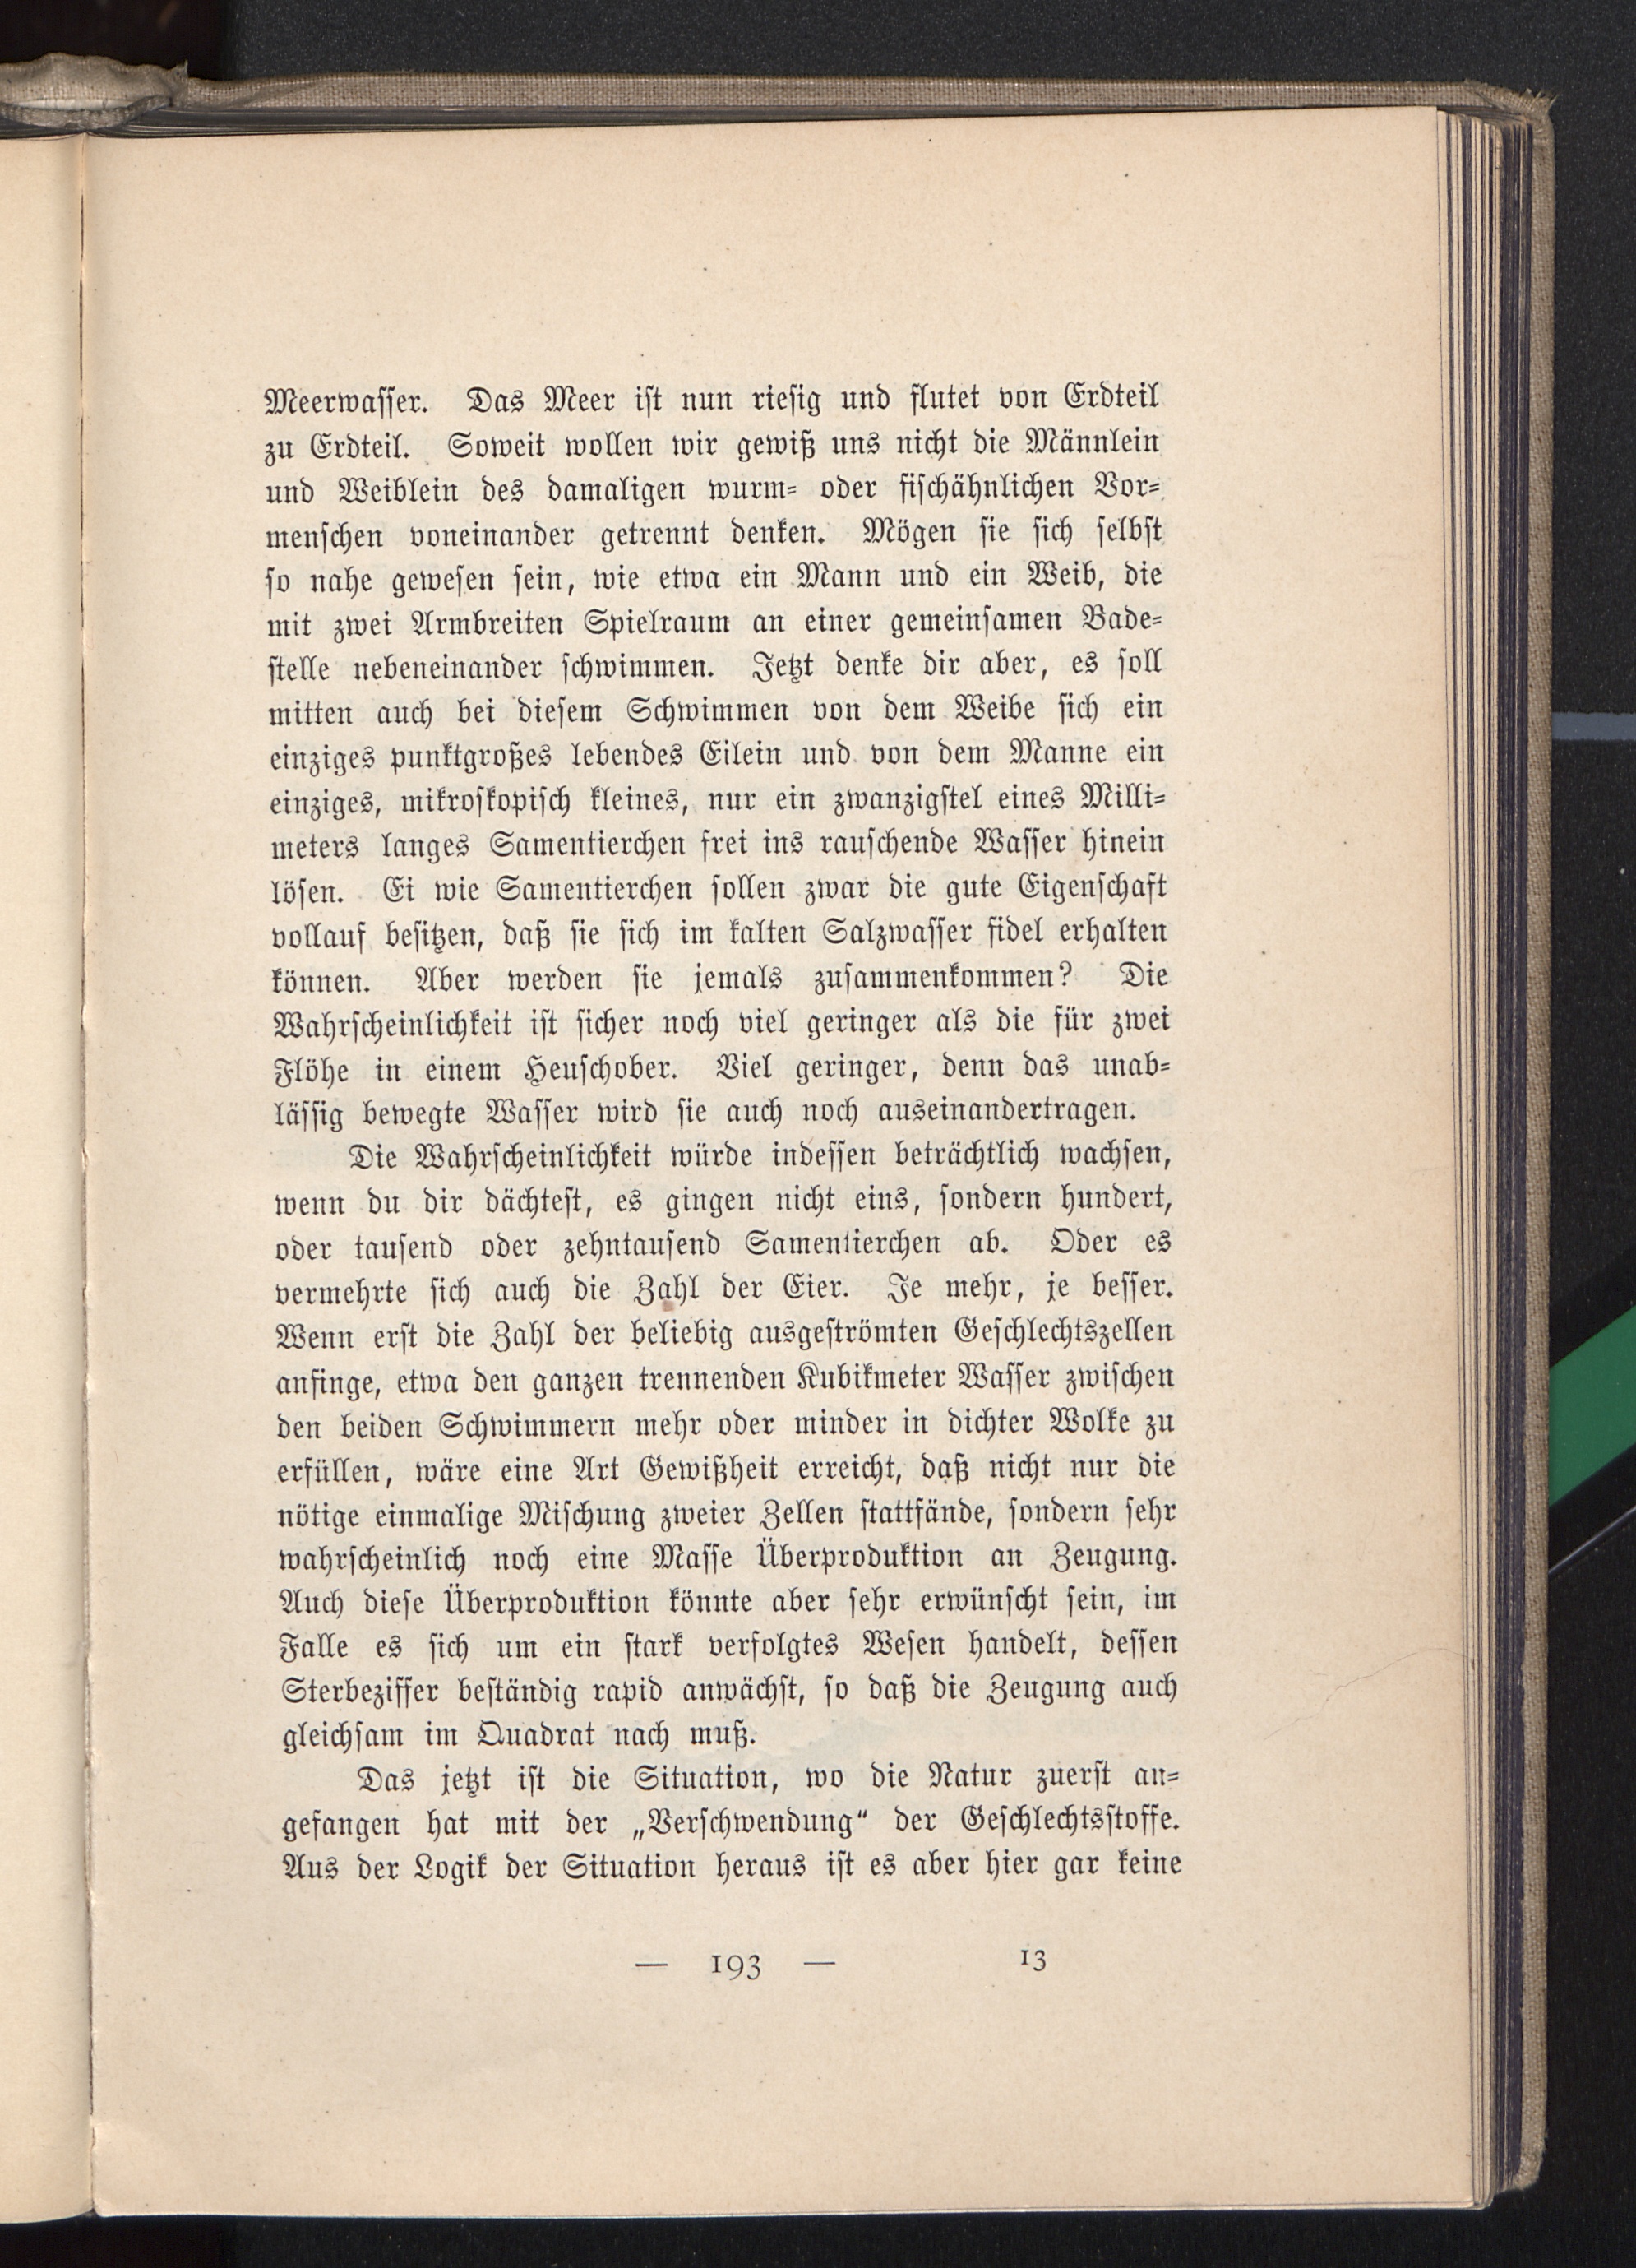 Meerwasser. Das Meer ist nun riesig und flutet von Erdteil
zu Erdteil. Soweit wollen wir gewiß uns nicht die Männlein
und Weiblein des damaligen wurm- oder fischähnlichen Vor-
menschen voneinander getrennt denken. Mögen sie sich selbst
so nahe gewesen sein, wie etwa ein Mann und ein Weib, die
mit zwei Armbreiten Spielraum an einer gemeinsamen Bade-
stelle nebeneinander schwimmen. Jetzt denke dir aber, es soll
mitten auch bei diesem Schwimmen von dem Weibe sich ein
einziges punktgroßes lebendes Eilein und von dem Manne ein
einziges, mikroskopisch kleines, nur ein zwanzigstel eines Milli-
meters langes Samentierchen frei ins rauschende Wasser hinein
lösen. Ei wie Samentierchen sollen zwar die gute Eigenschaft
vollauf besitzen, daß sie sich im kalten Salzwasser fidel erhalten
können. Aber werden sie jemals zusammenkommen? Die
Wahrscheinlichkeit ist sicher noch viel geringer als die für zwei
Flöhe in einem Heuschober. Viel geringer, denn das unab-
lässig bewegte Wasser wird sie auch noch auseinandertragen.
Die Wahrscheinlichkeit würde indessen beträchtlich wachsen,
wenn du dir dächtest, es gingen nicht eins, sondern hundert,
oder tausend oder zehntausend Samentierchen ab. Oder es
vermehrte sich auch die Zahl der Eier. Je mehr, je besser.
Wenn erst die Zahl der beliebig ausgeströmten Geschlechtszellen
anfinge, etwa den ganzen trennenden Kubikmeter Wasser zwischen
den beiden Schwimmern mehr oder minder in dichter Wolke zu
erfüllen, wäre eine Art Gewißheit erreicht, daß nicht nur die
nötige einmalige Mischung zweier Zellen stattfände, sondern sehr
wahrscheinlich noch eine Masse Überproduktion an Zeugung.
Auch diese Überproduktion könnte aber sehr erwünscht sein, im
Falle es sich um ein stark verfolgtes Wesen handelt, dessen
Sterbeziffer beständig rapid anwächst, so daß die Zeugung auch
gleichsam im Quadrat nach muß.
Das jetzt ist die Situation, wo die Natur zuerst an-
gefangen hat mit der „Verschwendung“ der Geschlechtsstoffe.
Aus der Logik der Situation heraus ist es aber hier gar keine
— 193 — 13